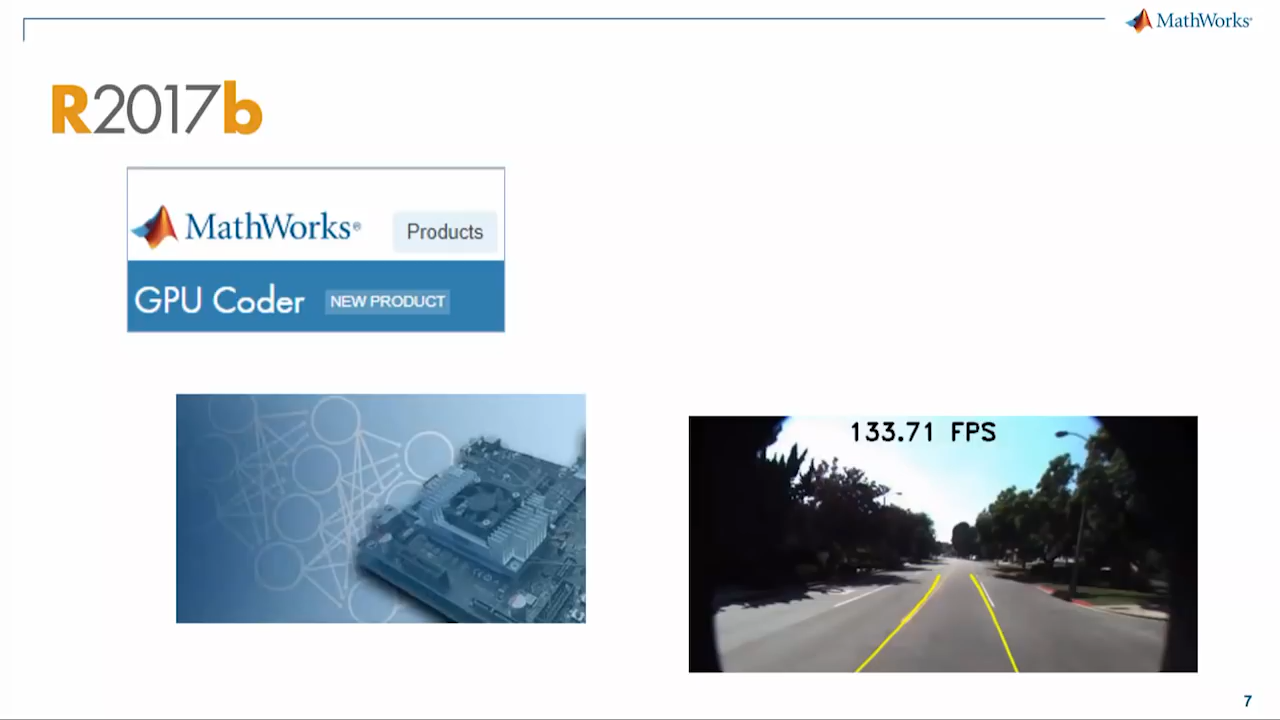 MathWorks®
R2017b
MathWorks®
Products
GPU Coder
NEW PRODUCT
133.71 FPS
7